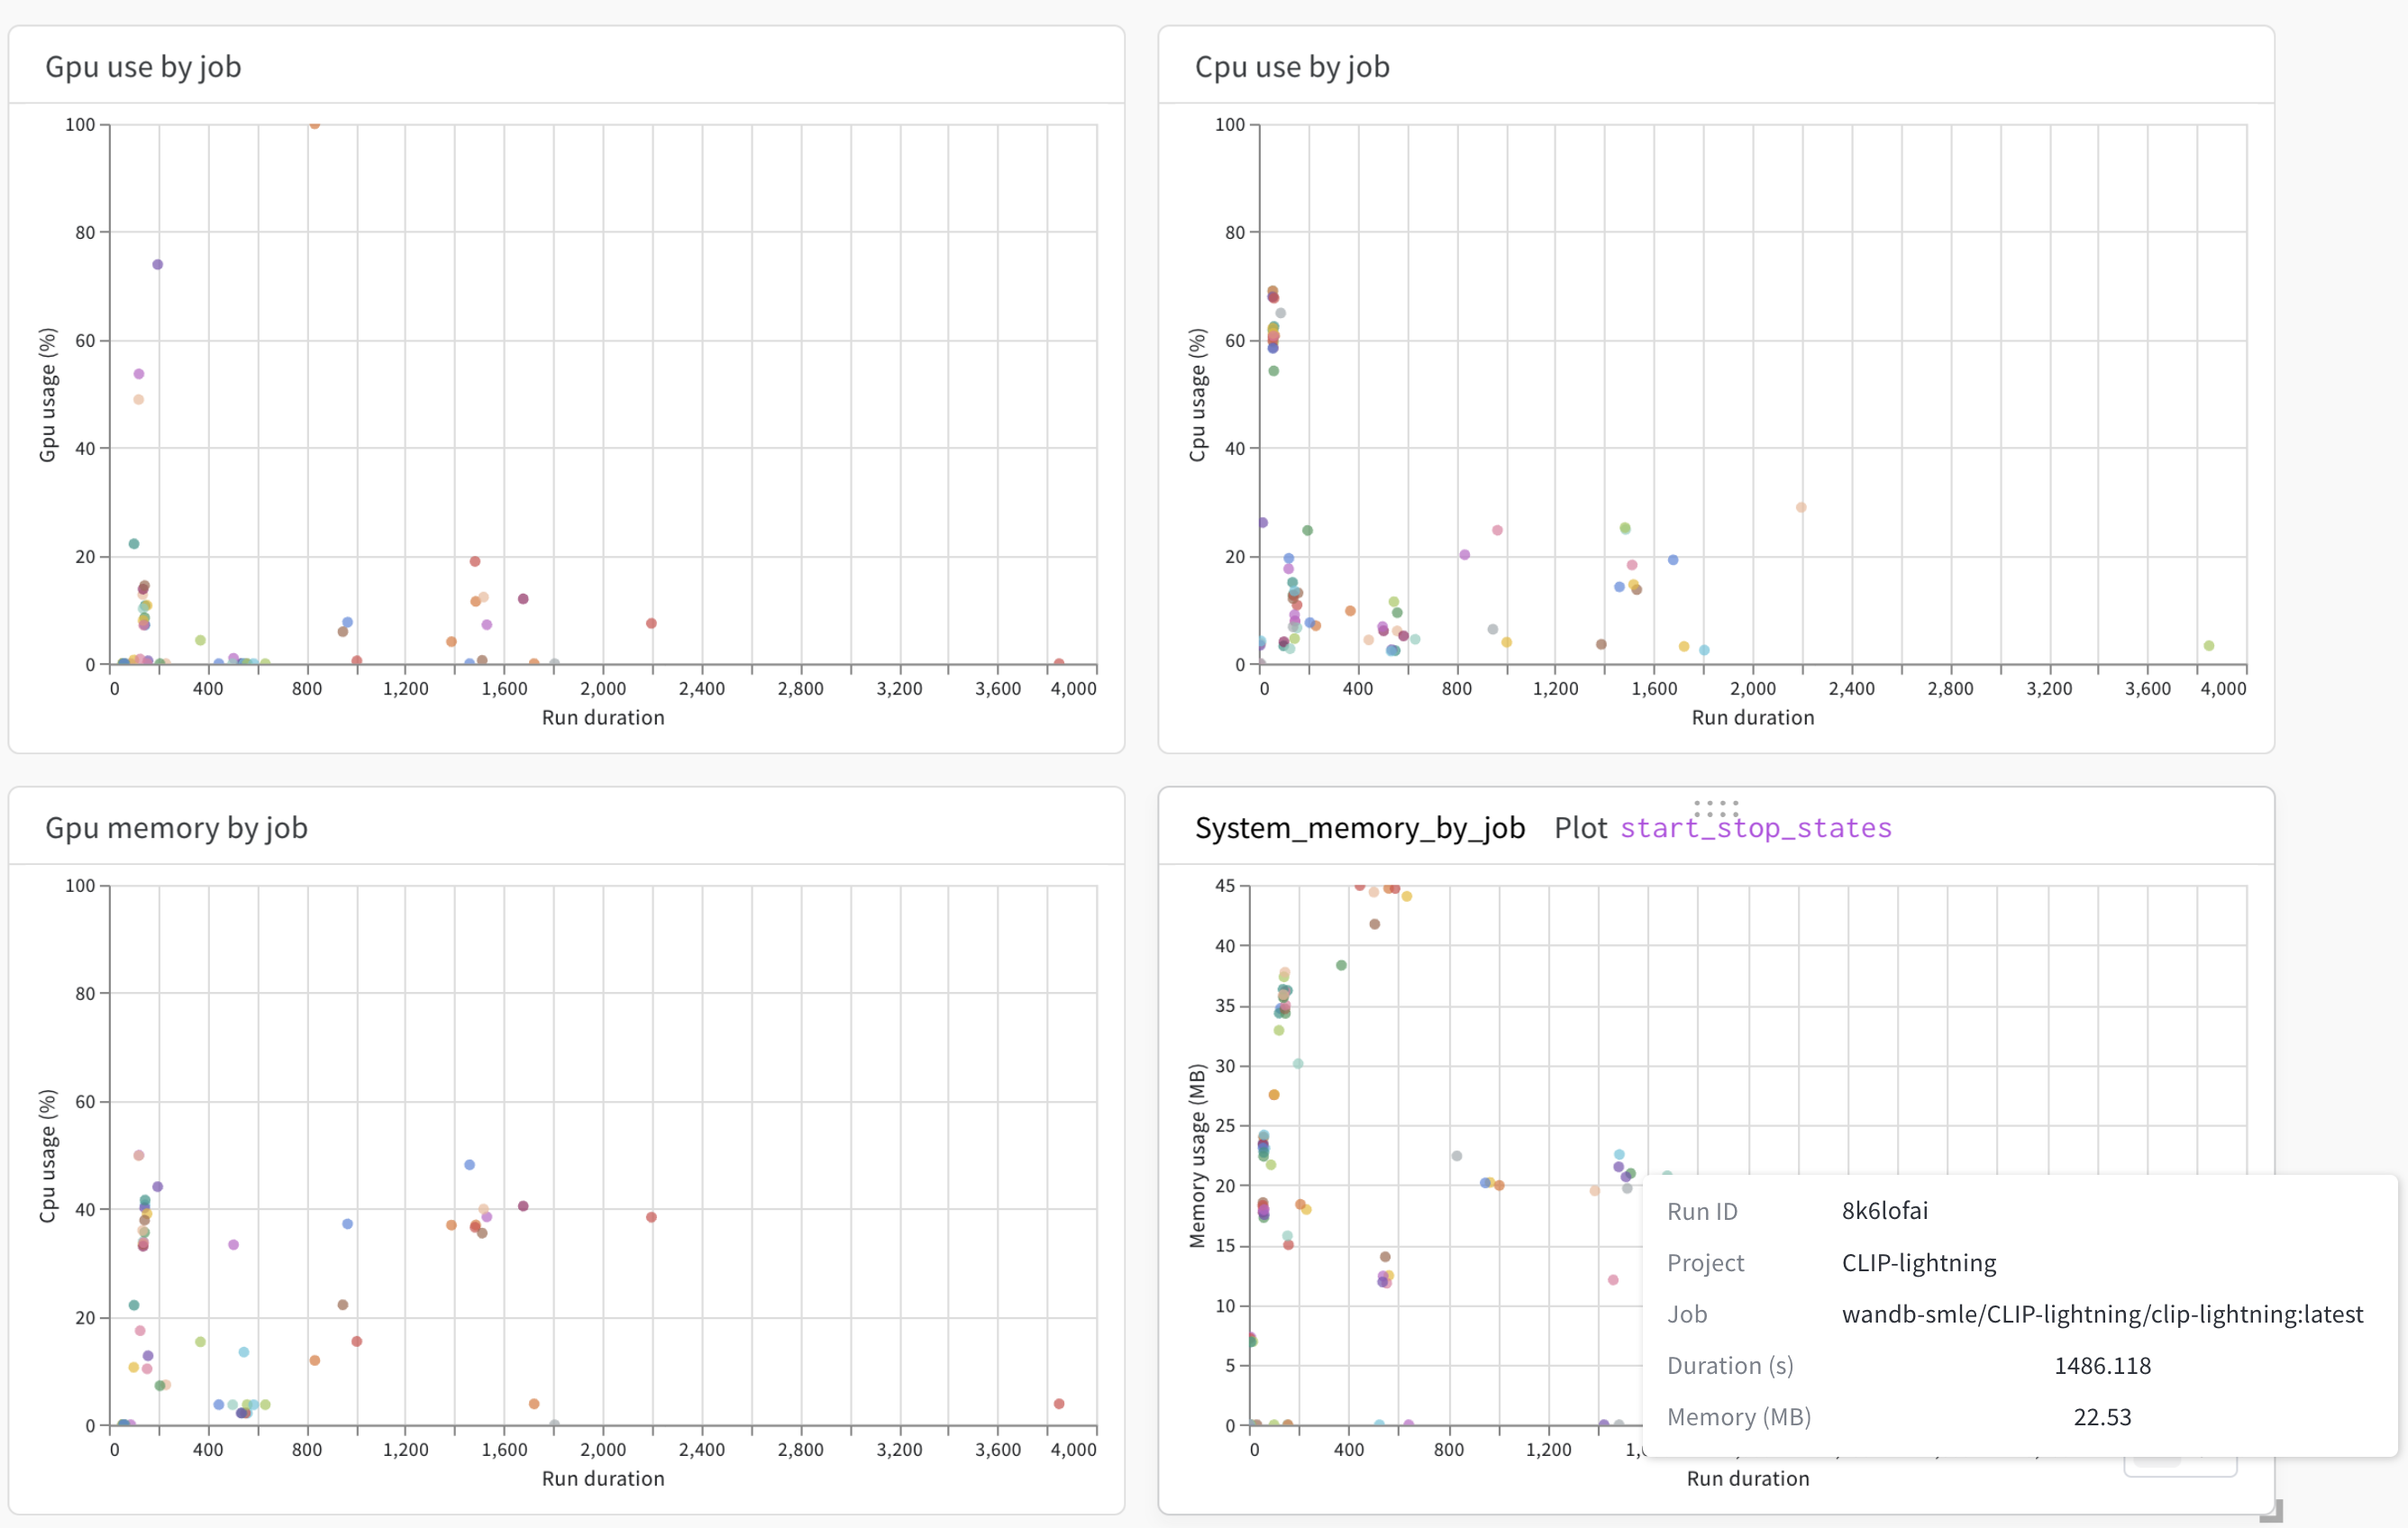 Gpu use by job
100
80
60
40
20
0
Gpu usage (%)
0 400 800 1,200 1,600 2,000 2,400 2,800 3,200 3,600 4,000
Run duration
Cpu use by job
100
80
60
40
20
0
Cpu usage (%)
0 400 800 1,200 1,600 2,000 2,400 2,800 3,200 3,600 4,000
Run duration
Gpu memory by job
100
80
60
40
20
0
Cpu usage (%)
0 400 800 1,200 1,600 2,000 2,400 2,800 3,200 3,600 4,000
Run duration
System_memory_by_job Plot start_stop_states
45
40
35
30
25
20
15
10
5
0
Memory usage (MB)
0 400 800 1,200
Run duration
Run ID 8k6lofai
Project CLIP-lightning
Job wandb-smle/CLIP-lightning/clip-lightning:latest
Duration (s) 1486.118
Memory (MB) 22.53